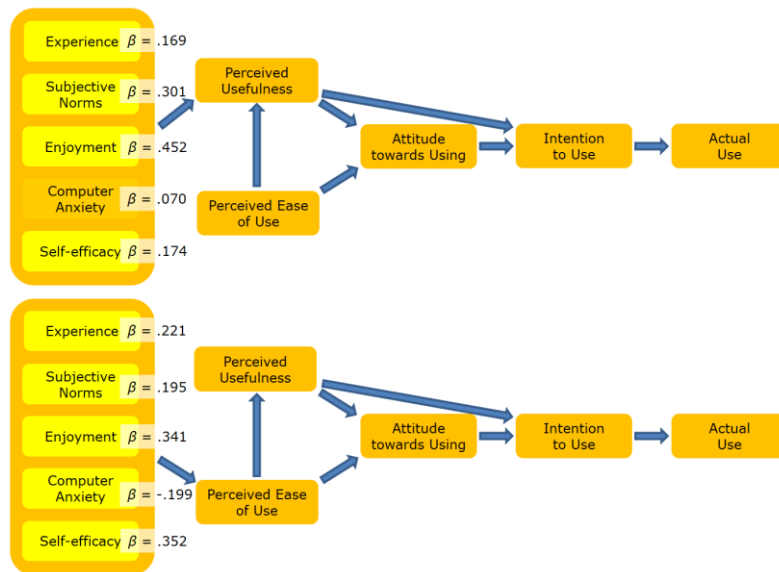 Experience β = .169
Subjective
Norms β = .301
Enjoyment β = .452
Computer
Anxiety β = .070
Self-efficacy β = .174
Perceived
Usefulness
Attitude
towards Using
Intention
to Use
Actual
Use
Perceived Ease
of Use
Experience β = .221
Subjective
Norms β = .195
Enjoyment β = .341
Computer
Anxiety β = -.199
Self-efficacy β = .352
Perceived
Usefulness
Attitude
towards Using
Intention
to Use
Actual
Use
Perceived Ease
of Use